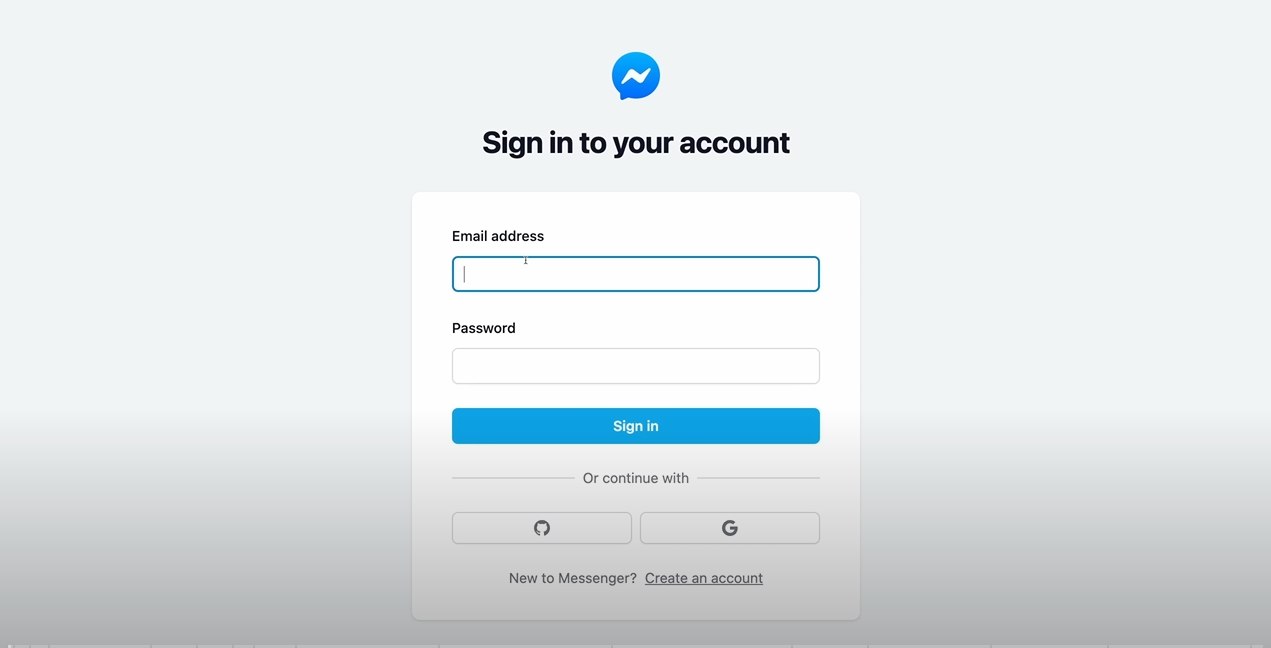 Sign in to your account
Email address
Password
Sign in
Or continue with
New to Messenger? Create an account